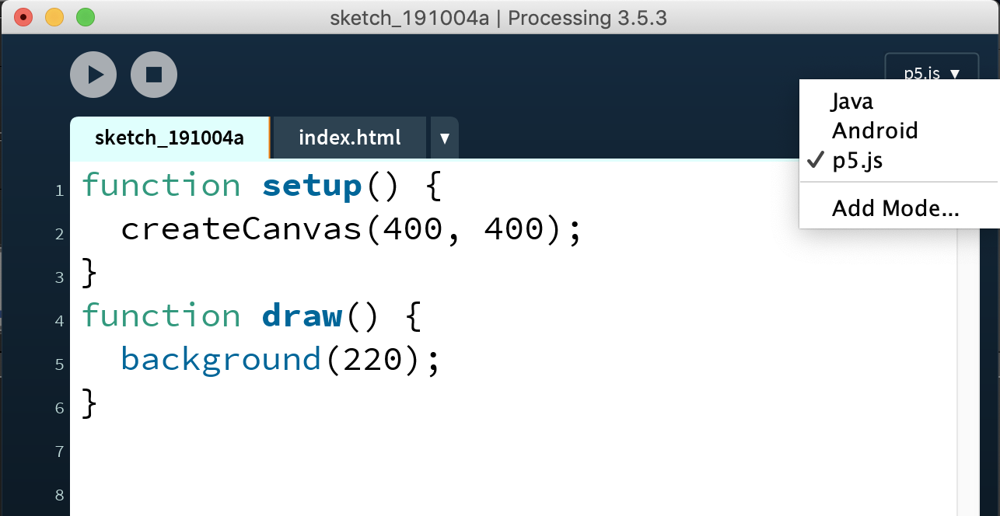 sketch_191004a | Processing 3.5.3
p5.js ▼
Java
Android
✓ p5.js
Add Mode...
sketch_191004a index.html ▼
1 function setup() {
2   createCanvas(400, 400);
3 }
4 function draw() {
5   background(220);
6 }
7
8